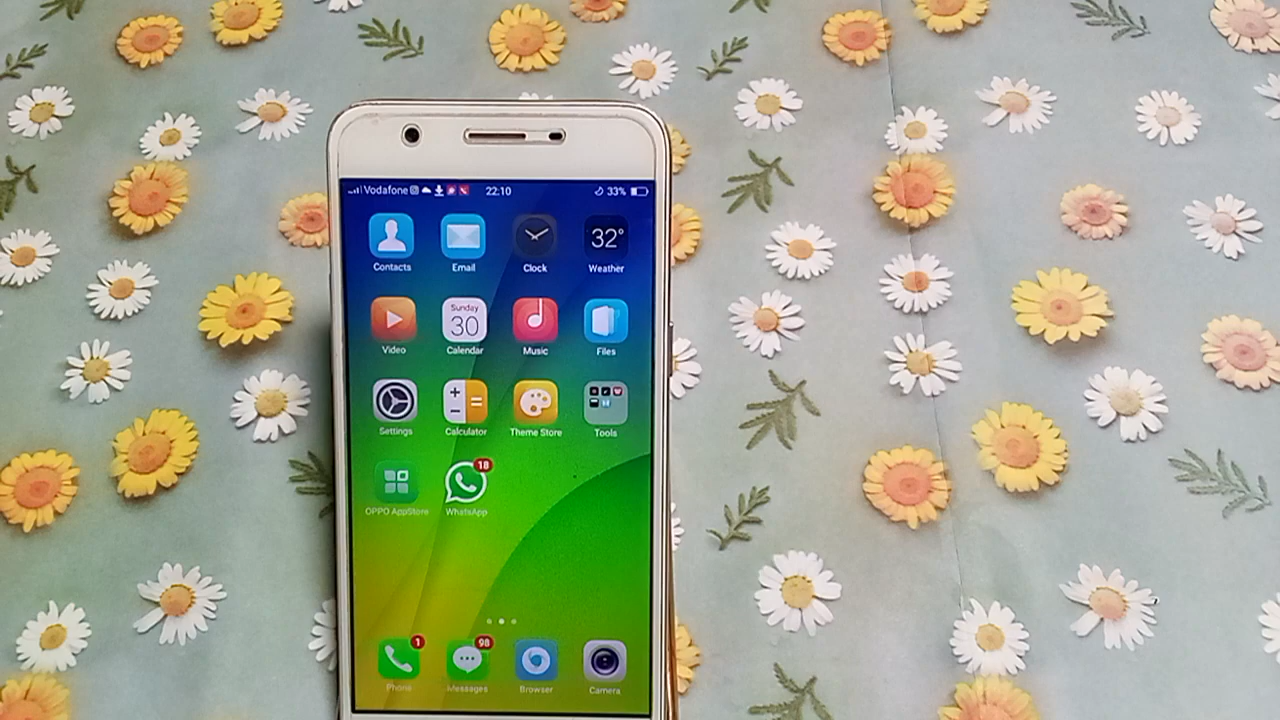 Vodafone 22:10 33%
32°
Contacts Email Clock Weather
Sunday
30
Video Calendar Music Files
Settings Calculator Theme Store Tools
18
OPPO AppStore WhatsApp
1 98
Phone Messages Browser Camera